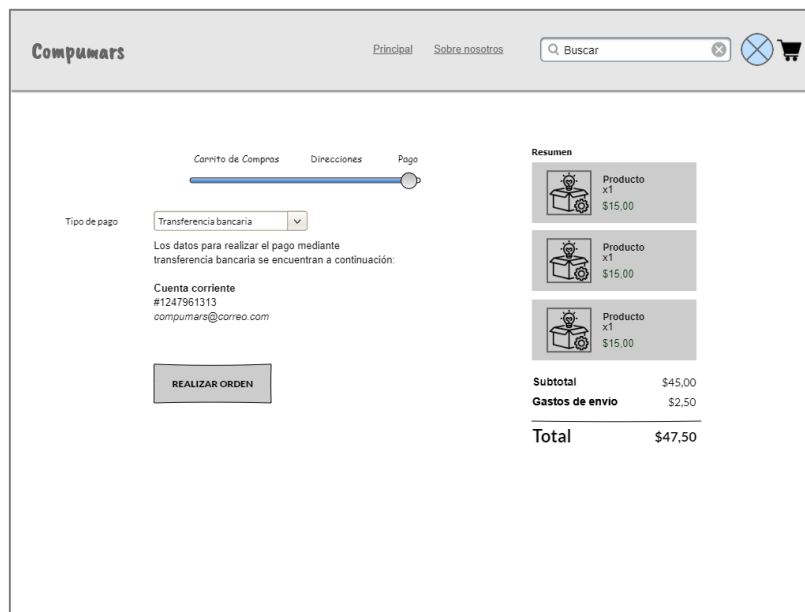 Compumars
Principal
Sobre nosotros
Buscar
Carrito de Compras
Direcciones
Pago
Tipo de pago
Transferencia bancaria
Los datos para realizar el pago mediante
transferencia bancaria se encuentran a continuación:
Cuenta corriente
#1247961313
compumars@correo.com
REALIZAR ORDEN
Resumen
Producto
x1
$15,00
Producto
x1
$15,00
Producto
x1
$15,00
Subtotal $45,00
Gastos de envio $2,50
Total $47,50